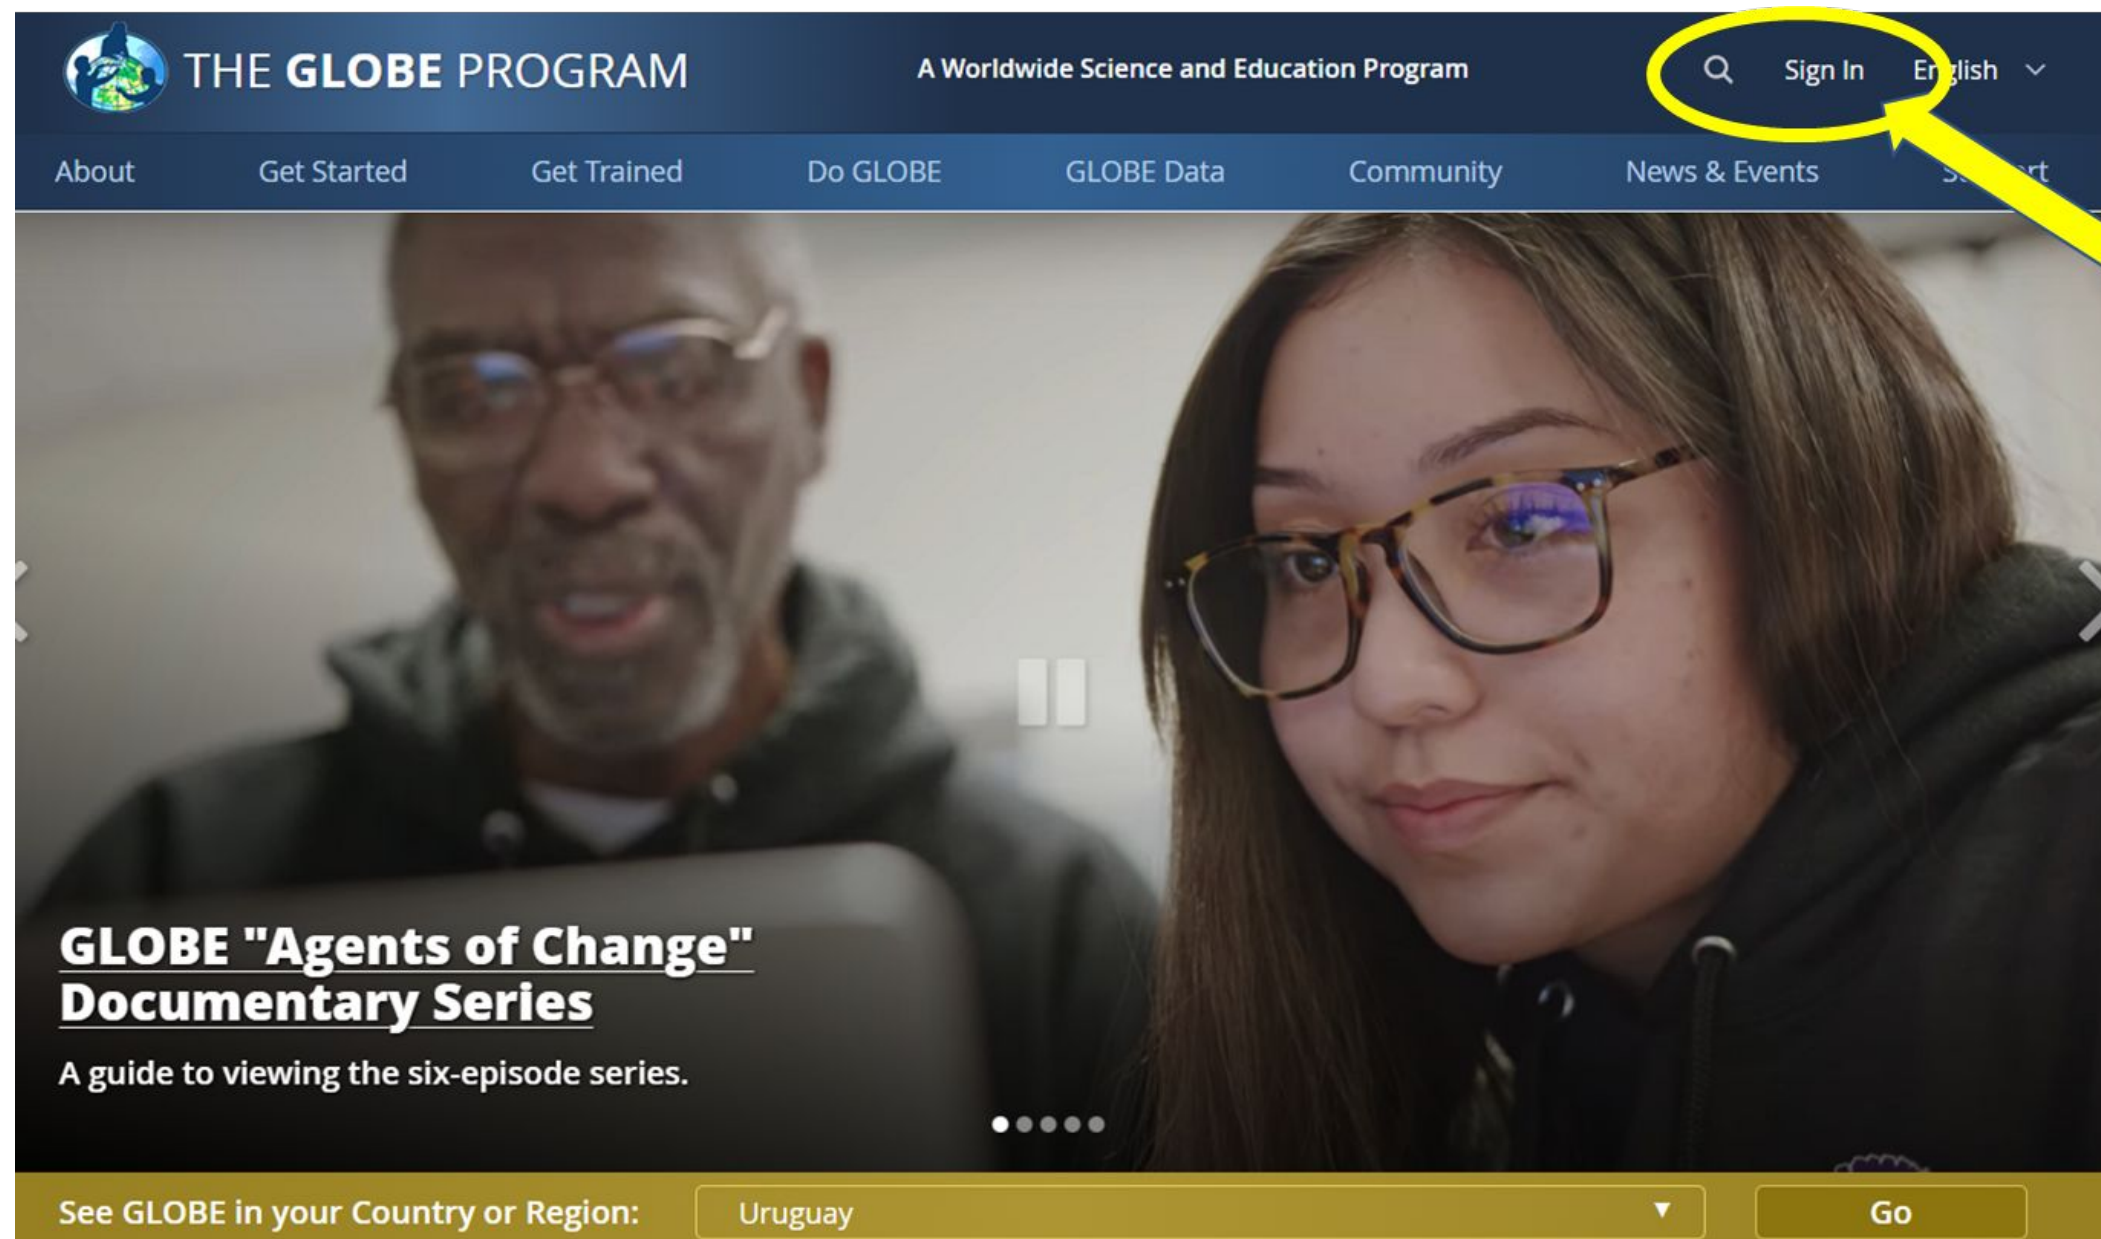 THE GLOBE PROGRAM
A Worldwide Science and Education Program
Sign In
English
About
Get Started
Get Trained
Do GLOBE
GLOBE Data
Community
News & Events
GLOBE "Agents of Change"
Documentary Series
A guide to viewing the six-episode series.
See GLOBE in your Country or Region:
Uruguay
Go